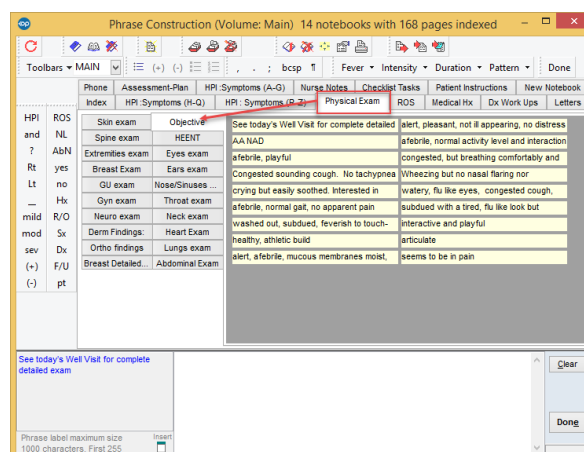 Phrase Construction (Volume: Main) 14 notebooks with 168 pages indexed
Toolbars MAIN (+) (-) , . ; bcsp ¶ Fever Intensity Duration Pattern Done
Phone Assessment-Plan HPI:Symptoms (A-G) Nurse Notes Checklist Tasks Patient Instructions New Notebook
Index HPI:Symptoms (H-Q) HPI: Symptoms (R-Z) Physical Exam ROS Medical Hx Dx Work Ups Letters
HPI ROS
and NL
? AbN
Rt yes
Lt no
__ Hx
mild R/O
mod Sx
sev Dx
(+) F/U
(-) pt
Skin exam Objective
Spine exam HEENT
Extremities exam Eyes exam
Breast Exam Ears exam
GU exam Nose/Sinuses ...
Gyn exam Throat exam
Neuro exam Neck exam
Derm Findings: Heart Exam
Ortho findings Lungs exam
Breast Detailed... Abdominal Exam
See today's Well Visit for complete detailed alert, pleasant, not ill appearing, no distress
AA NAD afebrile, normal activity level and interaction
afebrile, playful congested, but breathing comfortably and
Congested sounding cough. No tachypnea Wheezing but no nasal flaring nor
crying but easily soothed. Interested in watery, flu like eyes, congested cough,
afebrile, normal gait, no apparent pain subdued with a tired, flu like look but
washed out, subdued, feverish to touch- interactive and playful
healthy, athletic build articulate
alert, afebrile, mucous membranes moist, seems to be in pain
See today's Well Visit for complete
detailed exam
Clear
Done
Phrase label maximum size Insert
1000 characters. First 255